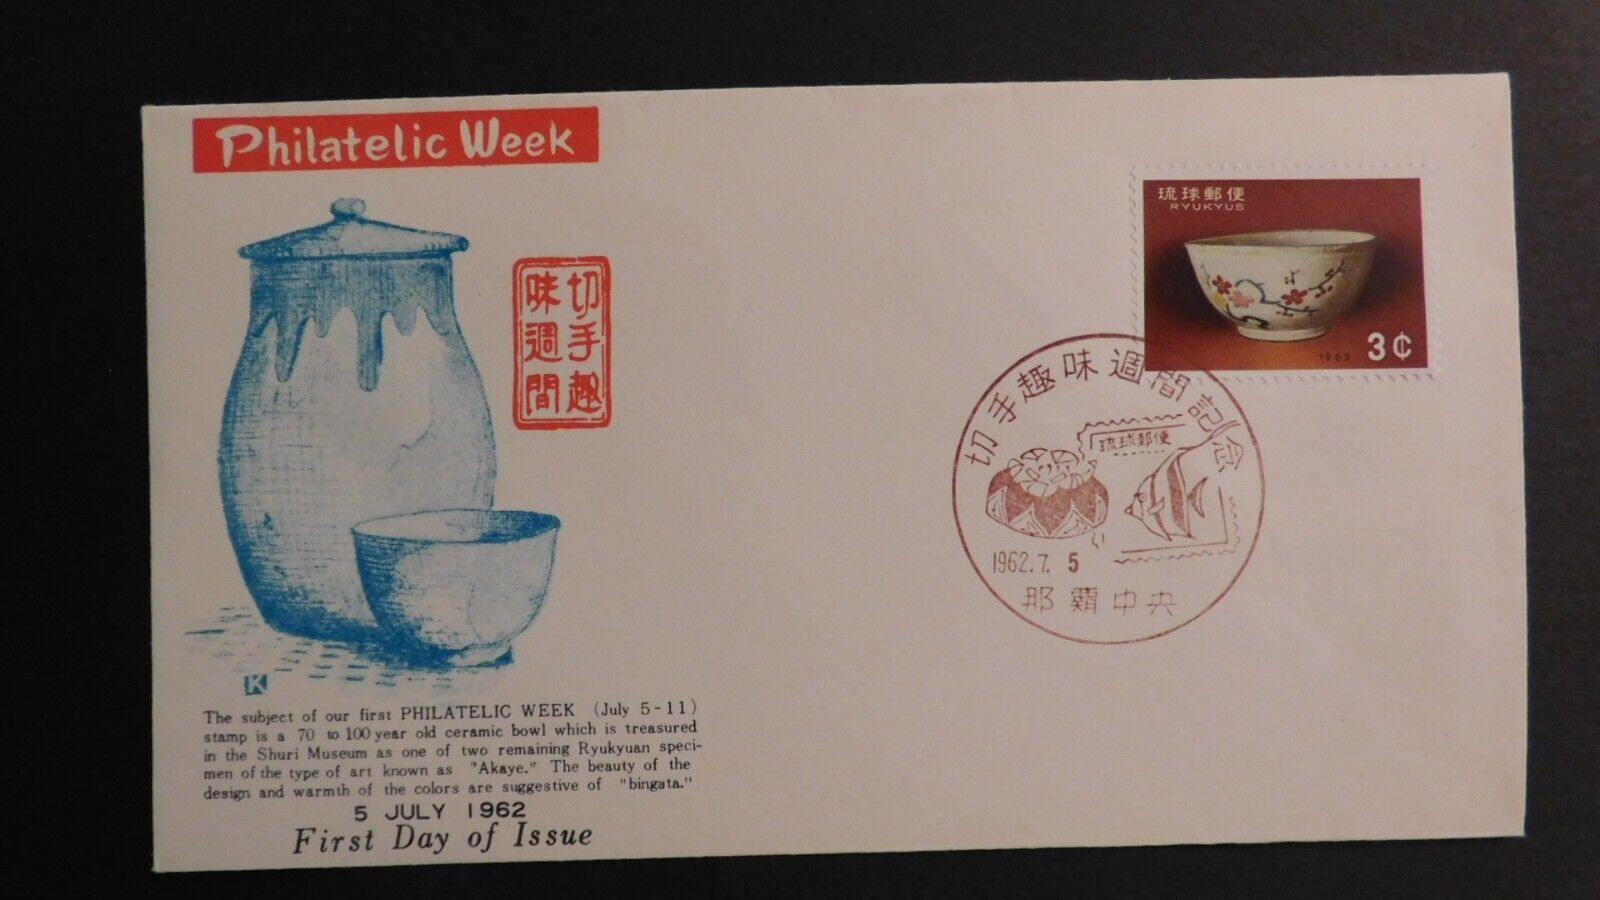 Philatelic Week
切手趣
味週間
K
The subject of our first PHILATELIC WEEK (July 5-11)
stamp is a 70 to 100 year old ceramic bowl which is treasured
in the Shuri Museum as one of two remaining Ryukyuan speci-
men of the type of art known as "Akaye." The beauty of the
design and warmth of the colors are suggestive of "bingata."
5 JULY 1962
First Day of Issue
琉球郵便
RYUKYUS
1962
3¢
切手趣味週間記念
琉球郵便
1962.7.5
那覇中央